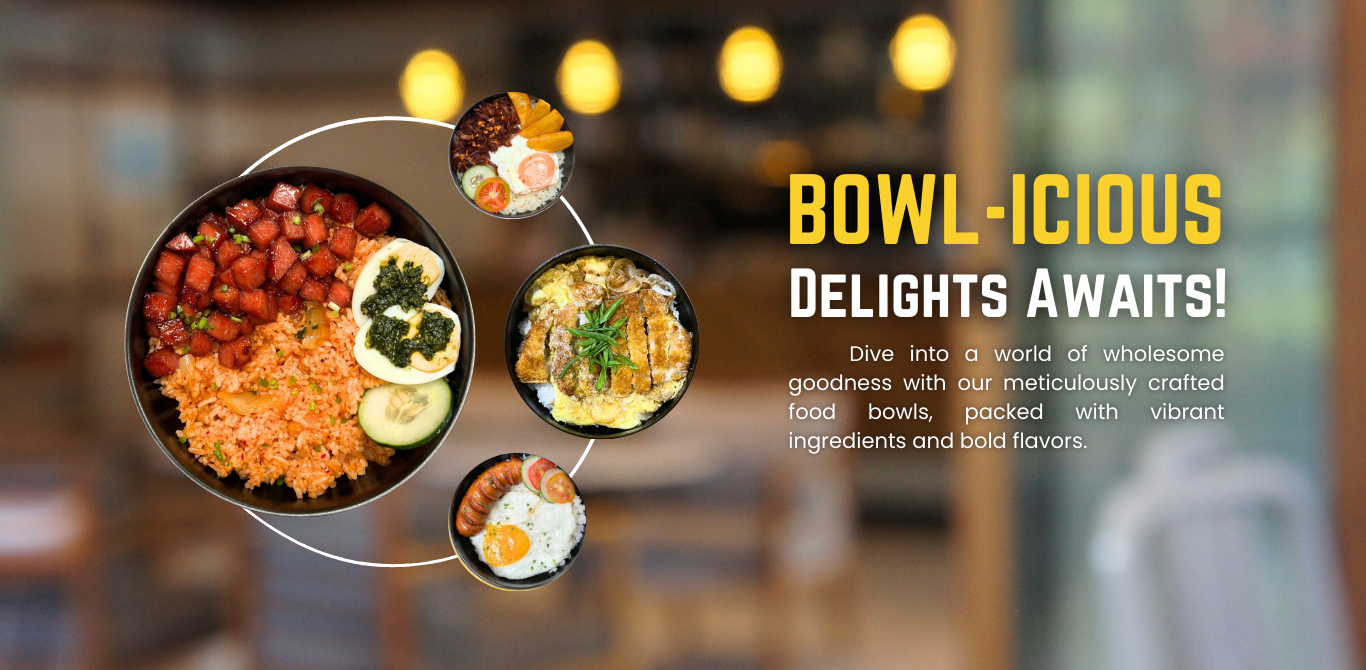 BOWL-ICIOUS
DELIGHTS AWAITS!
Dive into a world of wholesome
goodness with our meticulously crafted
food bowls, packed with vibrant
ingredients and bold flavors.